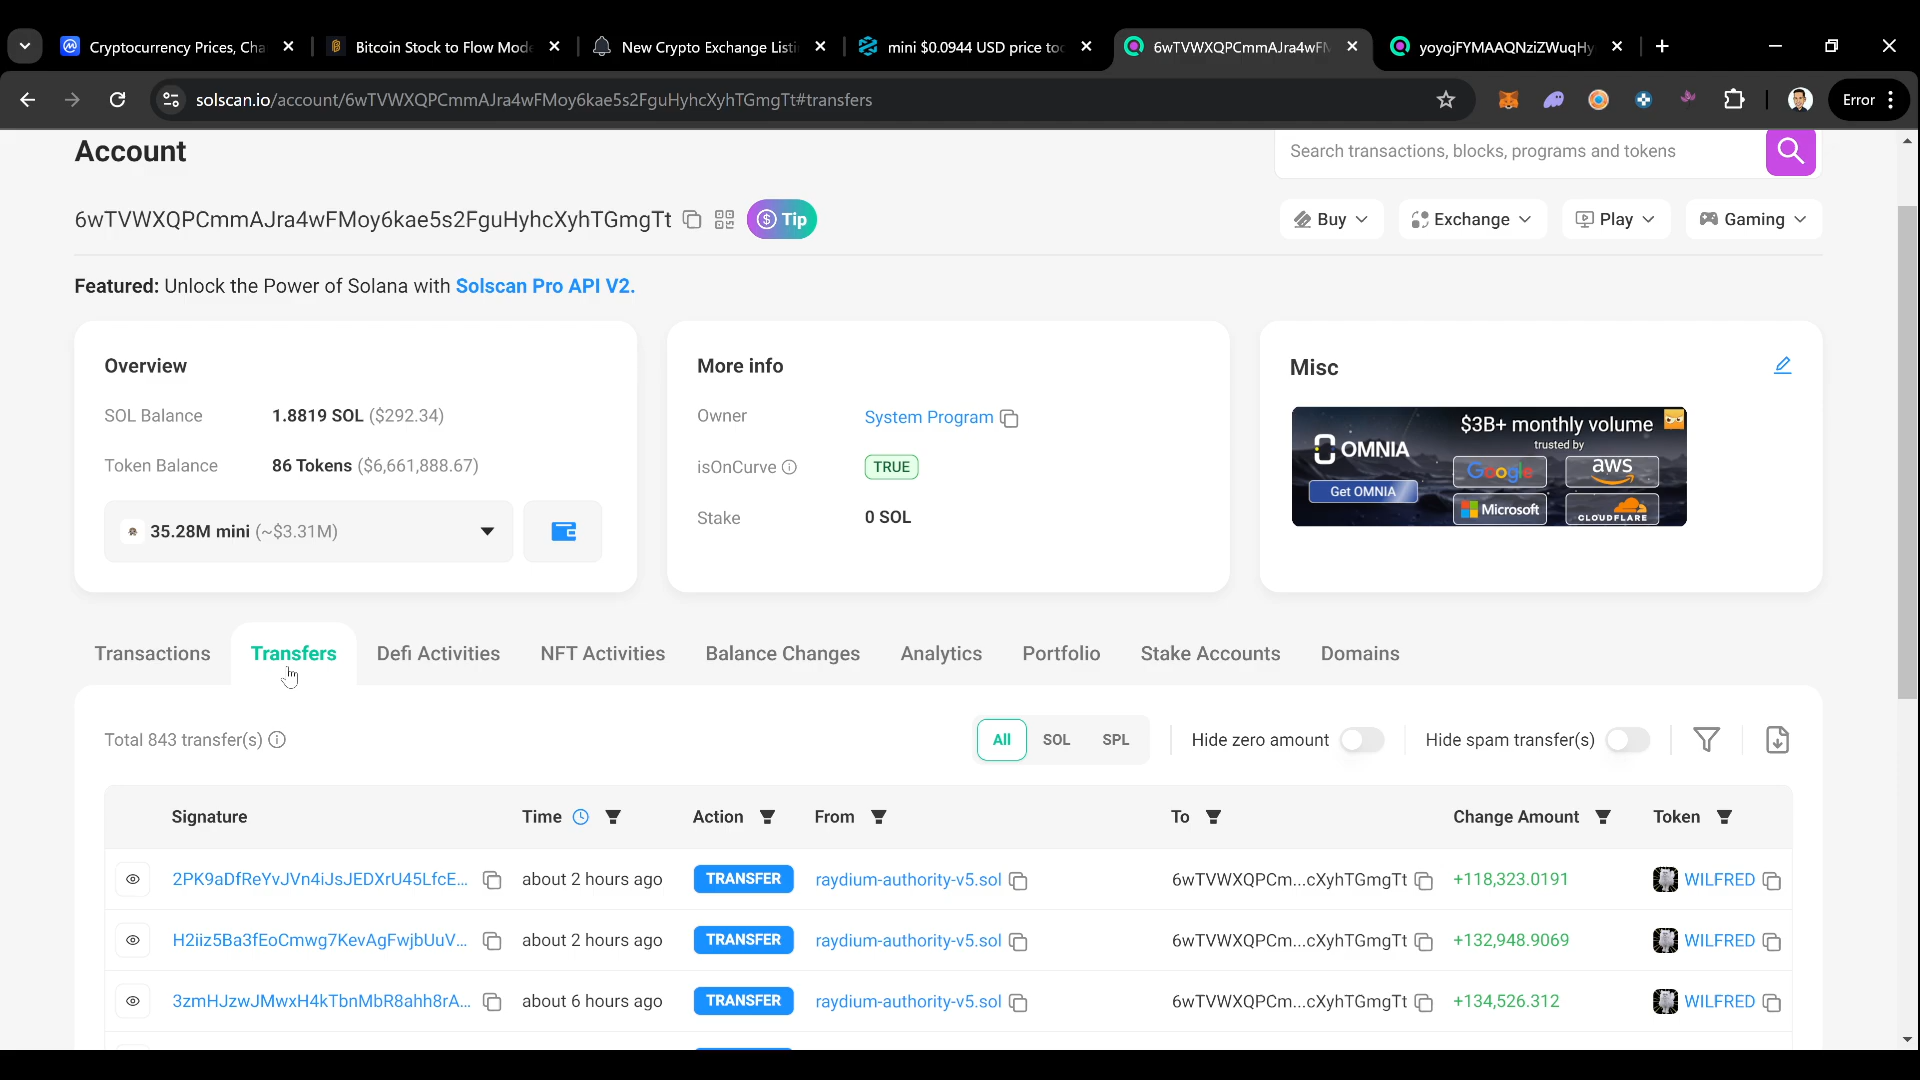 Cryptocurrency Prices, Cha
Bitcoin Stock to Flow Mode
New Crypto Exchange Listi
mini $0.0944 USD price too
6wTVWXQPCmmAJra4wFM
yoyojFYMAAQNziZWuqHy
solscan.io/account/6wTVWXQPCmmAJra4wFMoy6kae5s2FguHyhcXyhTGmgTt#transfers
Error
Account
Search transactions, blocks, programs and tokens
6wTVWXQPCmmAJra4wFMoy6kae5s2FguHyhcXyhTGmgTt
Tip
Buy
Exchange
Play
Gaming
Featured: Unlock the Power of Solana with Solscan Pro API V2.
Overview
SOL Balance 1.8819 SOL ($292.34)
Token Balance 86 Tokens ($6,661,888.67)
35.28M mini (~$3.31M)
More info
Owner System Program
isOnCurve TRUE
Stake 0 SOL
Misc
OMNIA
Get OMNIA
$3B+ monthly volume
trusted by
Google
aws
Microsoft
CLOUDFLARE
Transactions Transfers Defi Activities NFT Activities Balance Changes Analytics Portfolio Stake Accounts Domains
Total 843 transfer(s)
All SOL SPL
Hide zero amount
Hide spam transfer(s)
Signature Time Action From To Change Amount Token
2PK9aDfReYvJVn4iJsJEDXrU45LfcE... about 2 hours ago TRANSFER raydium-authority-v5.sol 6wTVWXQPCm...cXyhTGmgTt +118,323.0191 WILFRED
H2iiz5Ba3fEoCmwg7KevAgFwjbUuV... about 2 hours ago TRANSFER raydium-authority-v5.sol 6wTVWXQPCm...cXyhTGmgTt +132,948.9069 WILFRED
3zmHJzwJMwxH4kTbnMbR8ahh8rA... about 6 hours ago TRANSFER raydium-authority-v5.sol 6wTVWXQPCm...cXyhTGmgTt +134,526.312 WILFRED